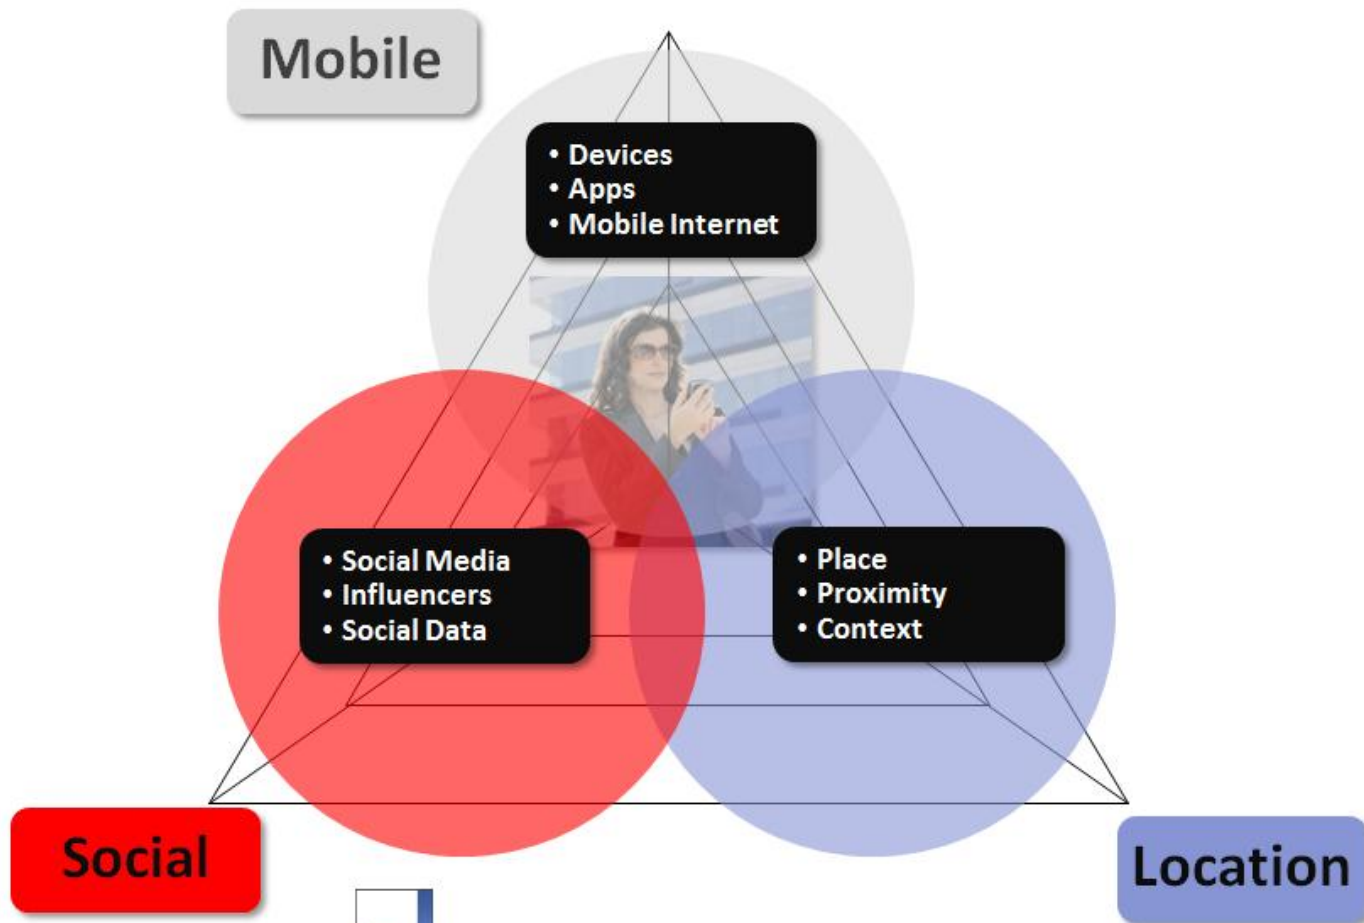 Mobile
• Devices
• Apps
• Mobile Internet
• Social Media
• Influencers
• Social Data
• Place
• Proximity
• Context
Social
Location